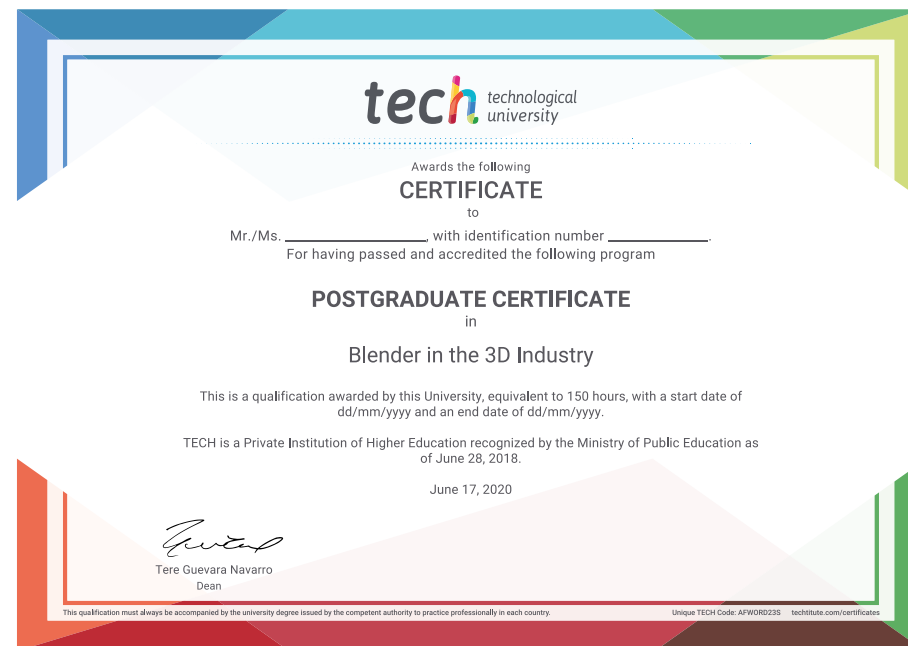 tech technological
university
Awards the following
CERTIFICATE
to
Mr./Ms. ____________________, with identification number ______________.
For having passed and accredited the following program
POSTGRADUATE CERTIFICATE
in
Blender in the 3D Industry
This is a qualification awarded by this University, equivalent to 150 hours, with a start date of
dd/mm/yyyy and an end date of dd/mm/yyyy.
TECH is a Private Institution of Higher Education recognized by the Ministry of Public Education as
of June 28, 2018.
June 17, 2020
Tere Guevara Navarro
Dean
This qualification must always be accompanied by the university degree issued by the competent authority to practice professionally in each country. Unique TECH Code: AFWORD23S techtitute.com/certificates